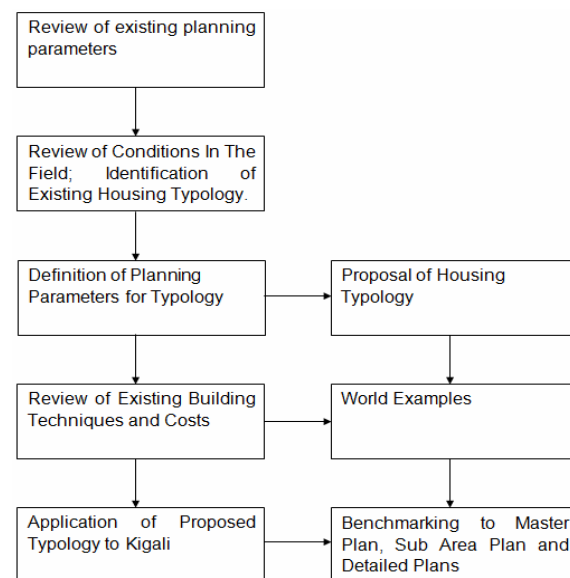 Review of existing planning
parameters
Review of Conditions In The
Field; Identification of
Existing Housing Typology.
Definition of Planning
Parameters for Typology
Proposal of Housing
Typology
Review of Existing Building
Techniques and Costs
World Examples
Application of Proposed
Typology to Kigali
Benchmarking to Master
Plan, Sub Area Plan and
Detailed Plans